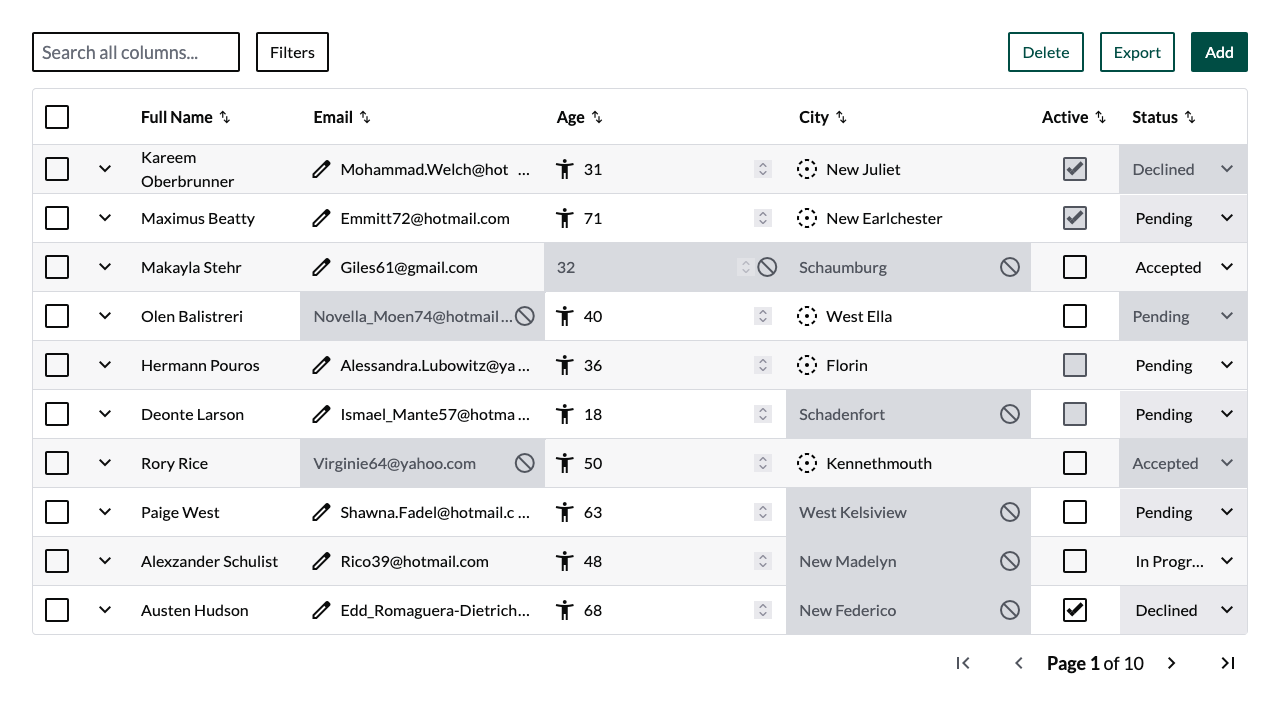 Search all columns...
Filters
Delete
Export
Add
Full Name
Email
Age
City
Active
Status
Kareem
Oberbrunner
Mohammad.Welch@hot ...
31
New Juliet
Declined
Maximus Beatty
Emmitt72@hotmail.com
71
New Earlchester
Pending
Makayla Stehr
Giles61@gmail.com
32
Schaumburg
Accepted
Olen Balistreri
Novella_Moen74@hotmail...
40
West Ella
Pending
Hermann Pouros
Alessandra.Lubowitz@ya...
36
Florin
Pending
Deonte Larson
Ismael_Mante57@hotma...
18
Schadenfort
Pending
Rory Rice
Virginie64@yahoo.com
50
Kennethmouth
Accepted
Paige West
Shawna.Fadel@hotmail.c...
63
West Kelsiview
Pending
Alexzander Schulist
Rico39@hotmail.com
48
New Madelyn
In Progr...
Austen Hudson
Edd_Romaguera-Dietrich...
68
New Federico
Declined
Page 1 of 10